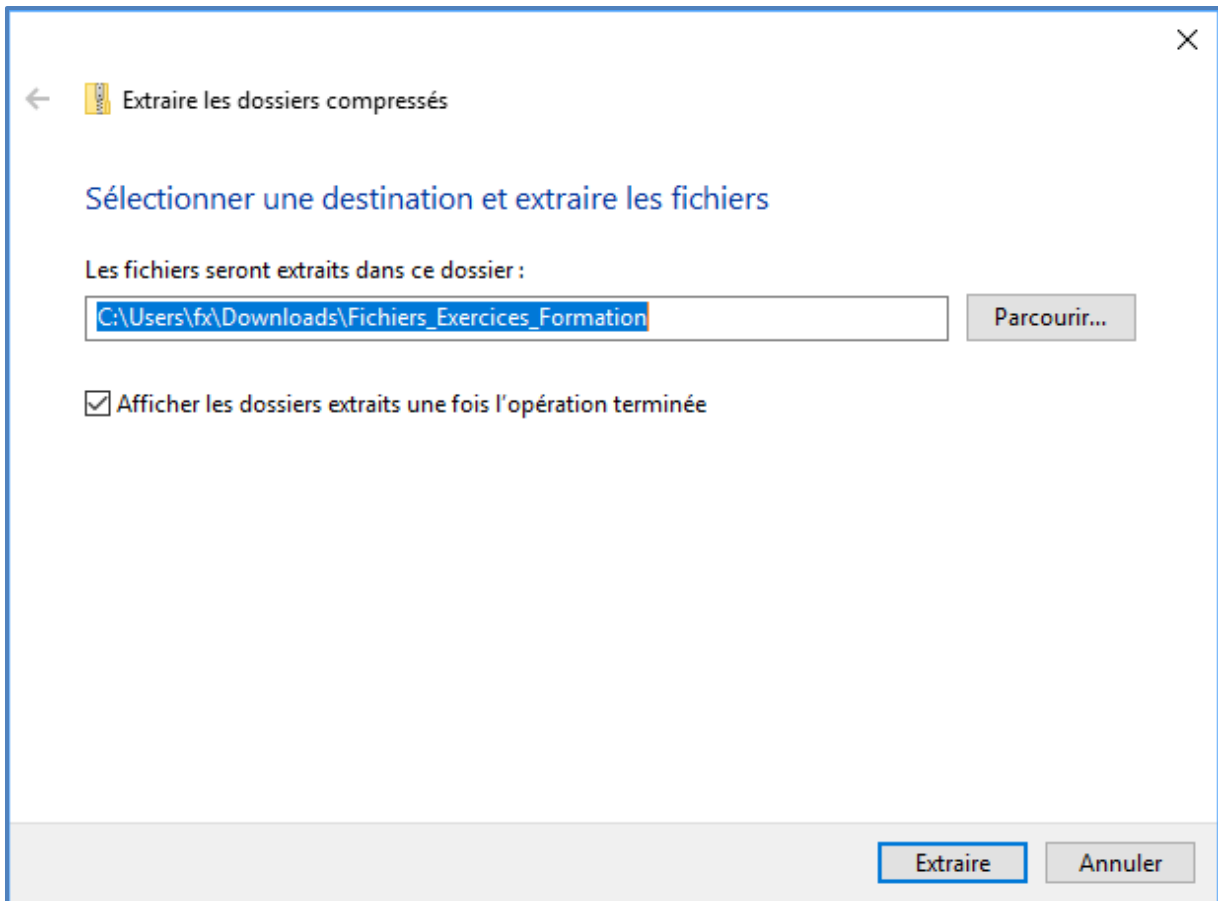 Extraire les dossiers compressés
Sélectionner une destination et extraire les fichiers
Les fichiers seront extraits dans ce dossier :
C:\Users\fx\Downloads\Fichiers_Exercices_Formation
Parcourir...
Afficher les dossiers extraits une fois l'opération terminée
Extraire
Annuler